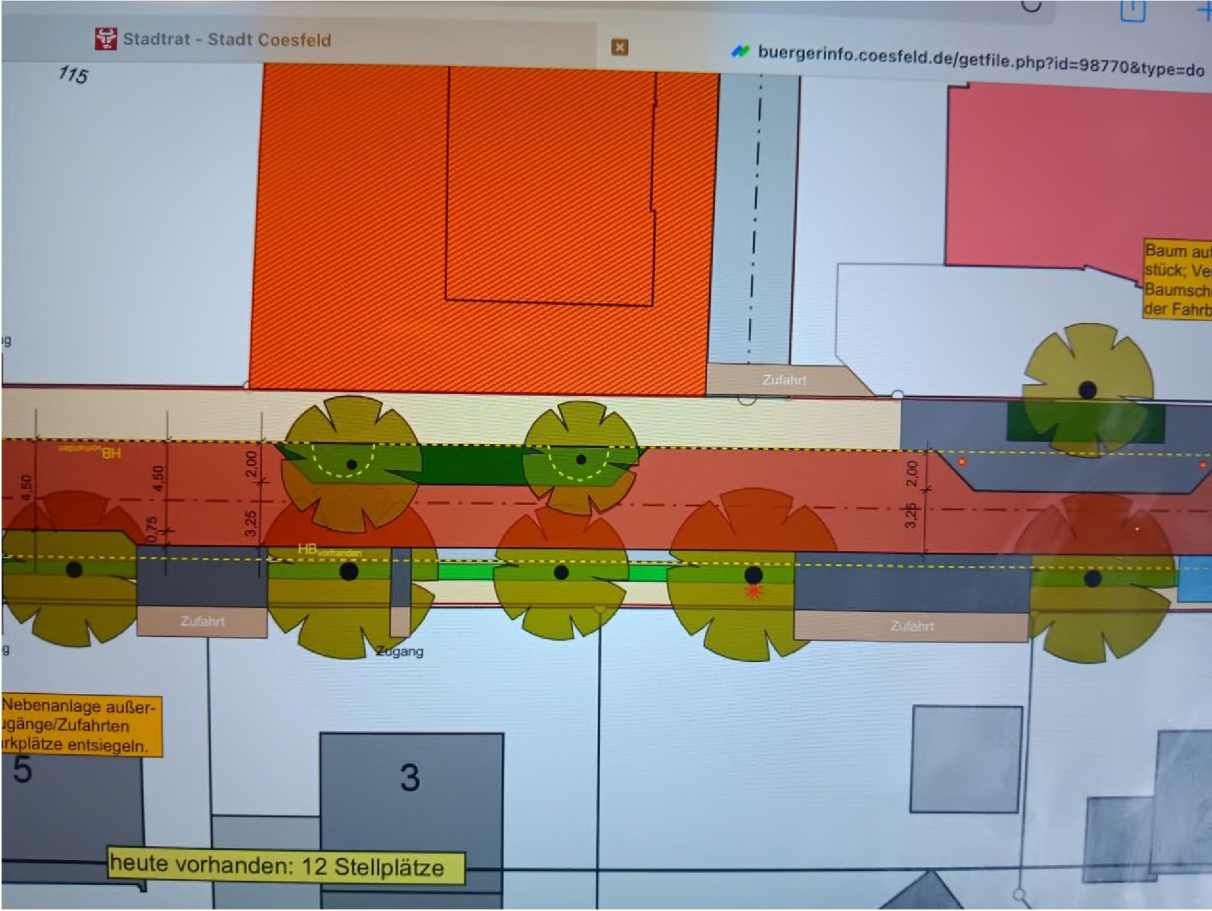 Stadtrat - Stadt Coesfeld
buergerinfo.coesfeld.de/getfile.php?id=98770&type=do
115
Baum auf
stück; Ve
Baumsch
der Fahrb
g
Zufahrt
HBvorhanden
4,50
4,50
0,75
2,00
3,25
2,00
3,25
HBvorhanden
Zufahrt
Zufahrt
g
Zugang
Nebenanlage außer-
ugänge/Zufahrten
rkplätze entsiegeln.
5
3
heute vorhanden: 12 Stellplätze